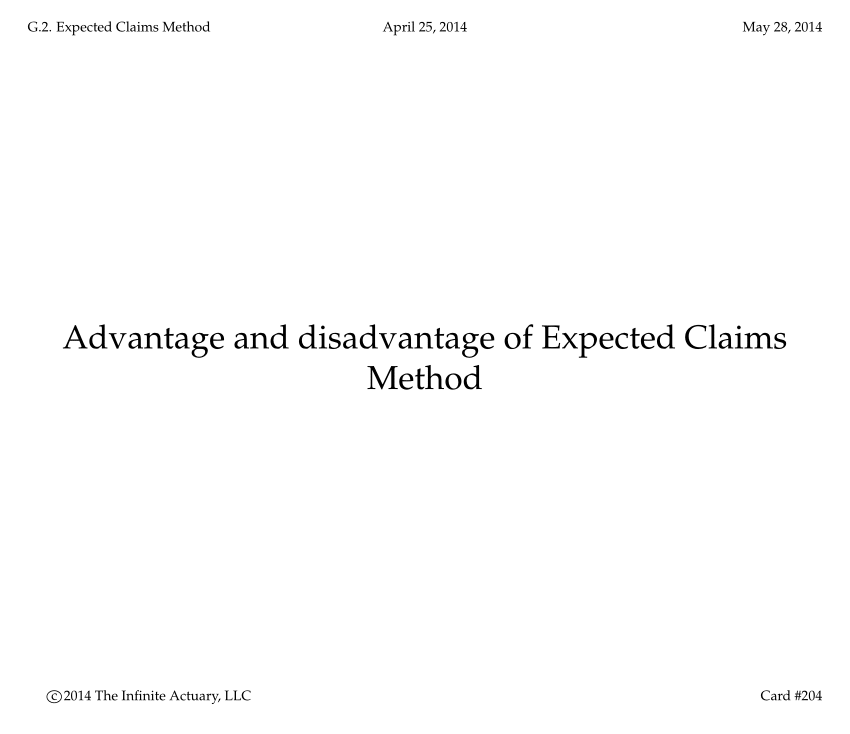 G.2. Expected Claims Method April 25, 2014 May 28, 2014
Advantage and disadvantage of Expected Claims
Method
©2014 The Infinite Actuary, LLC Card #204